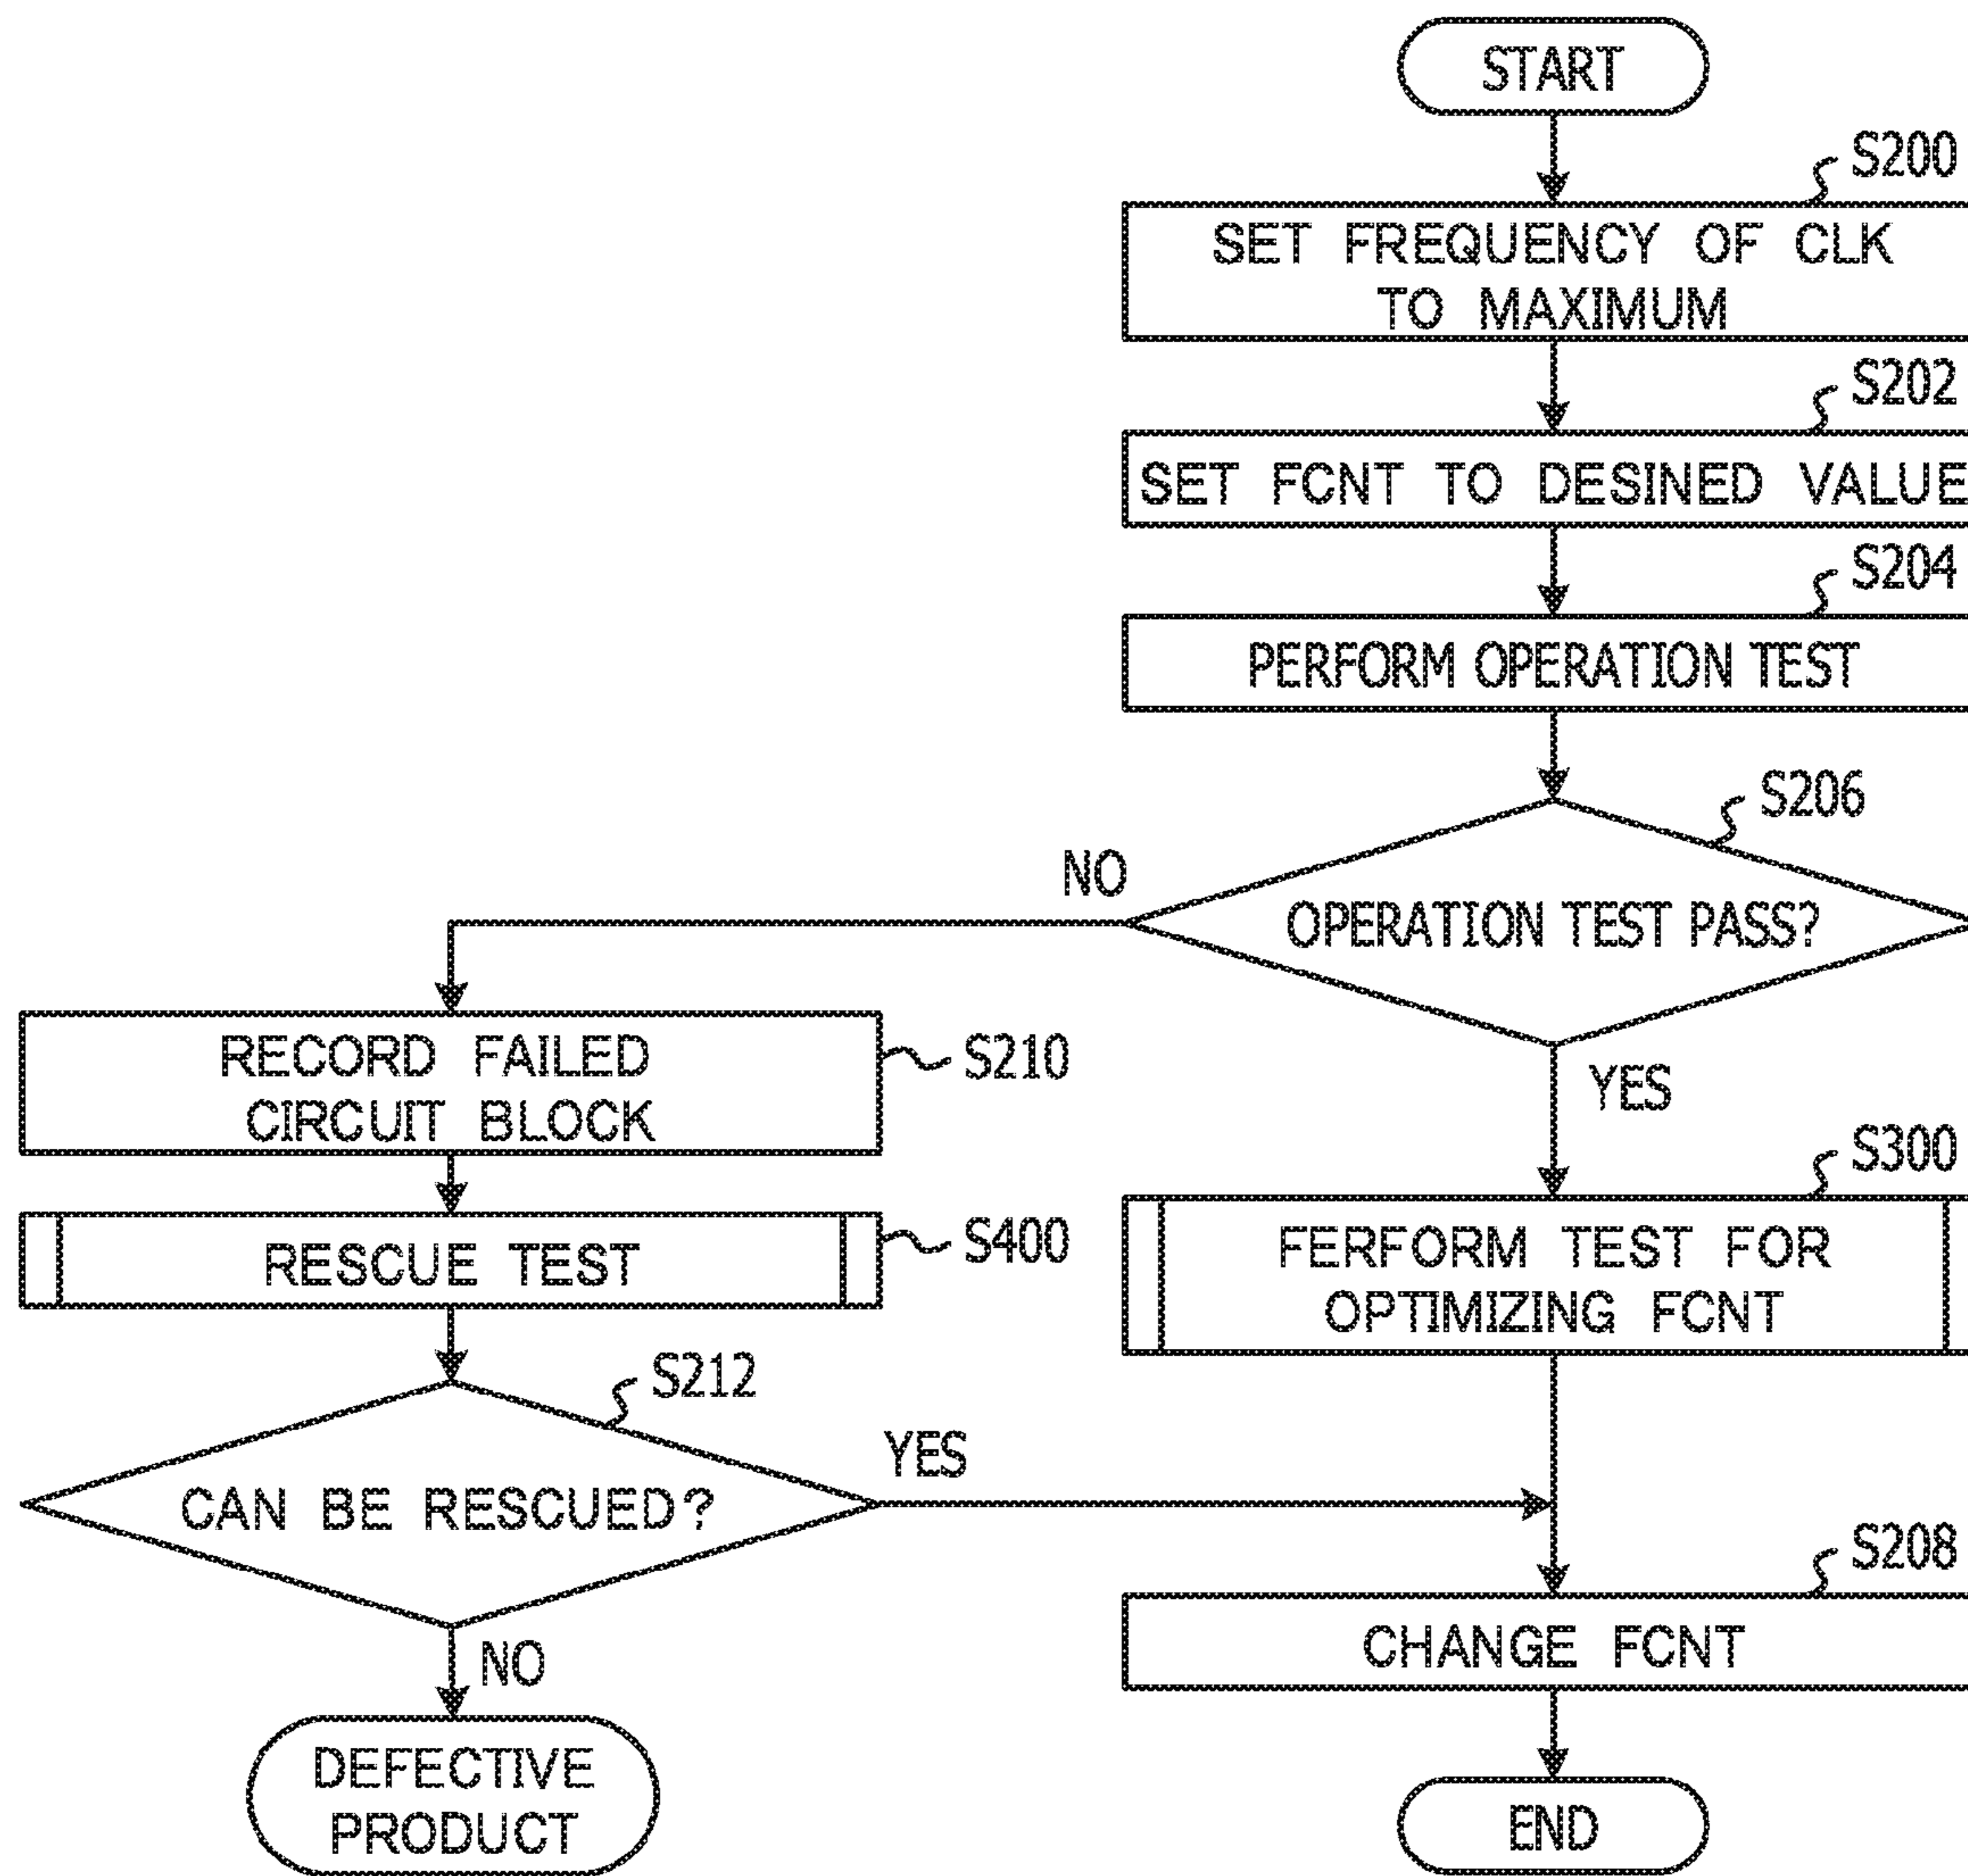 START
S200
SET FREQUENCY OF CLK
TO MAXIMUM
S202
SET FCNT TO DESINED VALUE
S204
PERFORM OPERATION TEST
S206
OPERATION TEST PASS?
NO
YES
RECORD FAILED
CIRCUIT BLOCK
S210
RESCUE TEST
S400
S300
FERFORM TEST FOR
OPTIMIZING FCNT
S212
CAN BE RESCUED?
YES
NO
S208
CHANGE FCNT
DEFECTIVE
PRODUCT
END